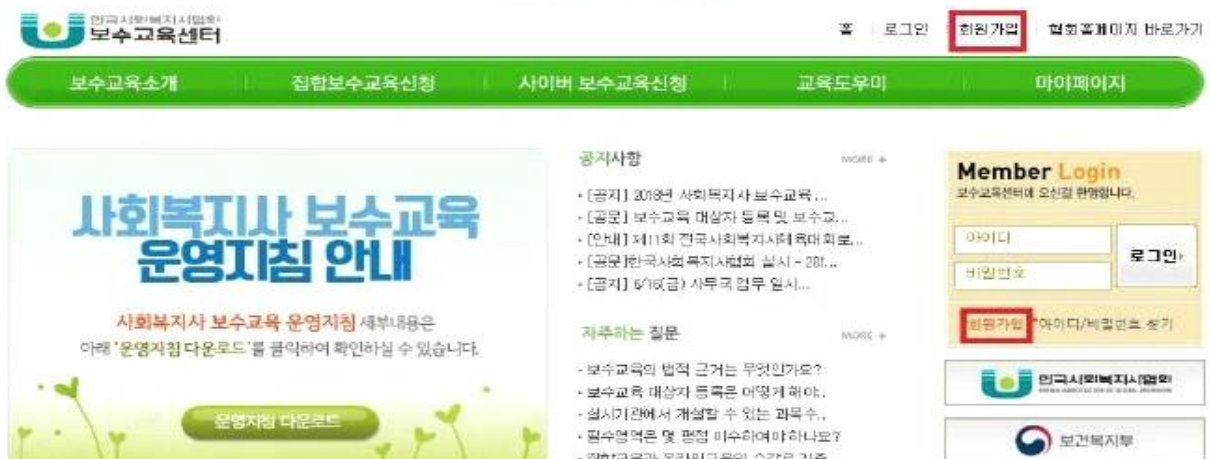 한국사회복지사협회
보수교육센터
홈 로그인 회원가입 협회홈페이지 바로가기
보수교육소개 집합보수교육신청 사이버 보수교육신청 교육도우미 마이페이지
사회복지사 보수교육
운영지침 안내
사회복지사 보수교육 운영지침 세부내용은
아래 '운영지침 다운로드'를 클릭하여 확인하실 수 있습니다.
운영지침 다운로드
공지사항 MORE +
· [공지] 2018년 사회복지사 보수교육...
· [공문] 보수교육 대상자 등록 및 보수교...
· [안내] 제11회 전국사회복지사체육대회로...
· [공문]한국사회복지사협회 실시 - 201...
· [공지] 6/16(금) 사무국 업무 일시...
자주하는 질문 MORE +
· 보수교육의 법적 근거는 무엇인가요?
· 보수교육 대상자 등록은 어떻게 해야..
· 실시기관에서 개설할 수 있는 과목수..
· 필수영역은 몇 평점 이수하여야 하나요?
· 집합교육과 온라인교육의
Member Login
보수교육센터에 오신걸 환영합니다.
아이디
비밀번호
로그인
회원가입 아이디/비밀번호 찾기
한국사회복지사협회
보건복지부